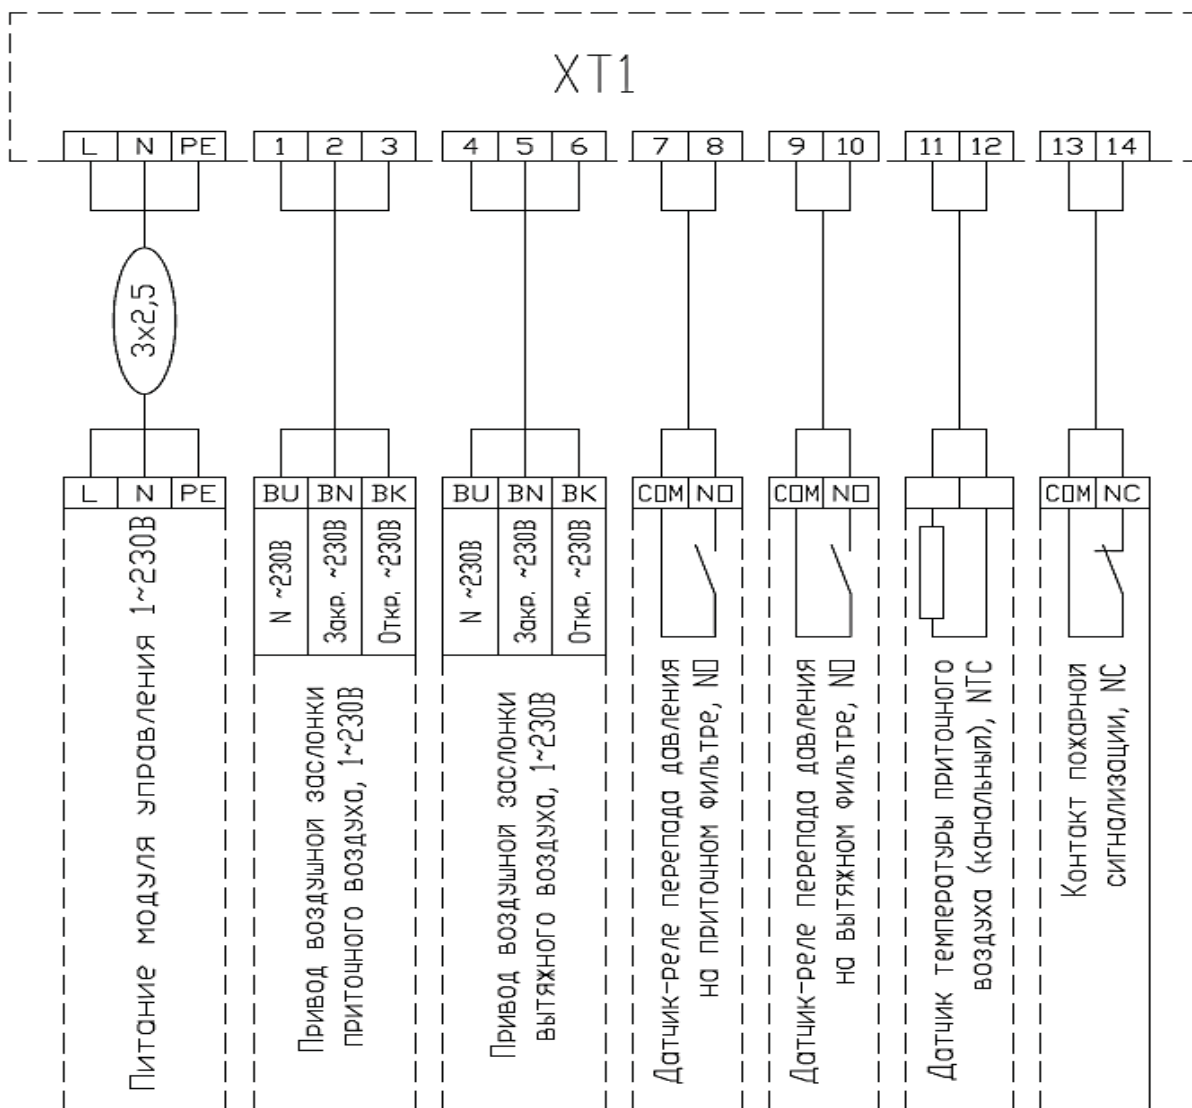 XT1
L N PE 1 2 3 4 5 6 7 8 9 10 11 12 13 14
3x2,5
L N PE BU BN BK BU BN BK COM NO COM NO COM NC
N ~230В
Закр. ~230В
Откр. ~230В
N ~230В
Закр. ~230В
Откр. ~230В
Питание модуля управления 1~230В
Привод воздушной заслонки
приточного воздуха, 1~230В
Привод воздушной заслонки
вытяжного воздуха, 1~230В
Датчик-реле перепада давления
на приточном фильтре, NO
Датчик-реле перепада давления
на вытяжном фильтре, NO
Датчик температуры приточного
воздуха (канальный), NTC
Контакт пожарной
сигнализации, NC